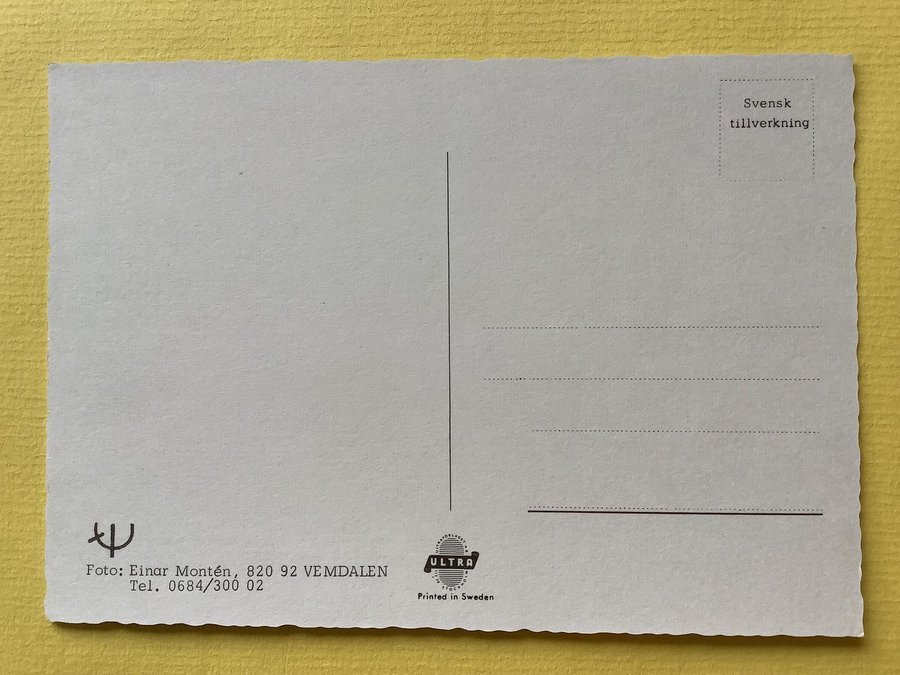 Svensk
tillverkning
Foto: Einar Montén, 820 92 VEMDALEN
Tel. 0684/300 02
ULTRA
Printed in Sweden